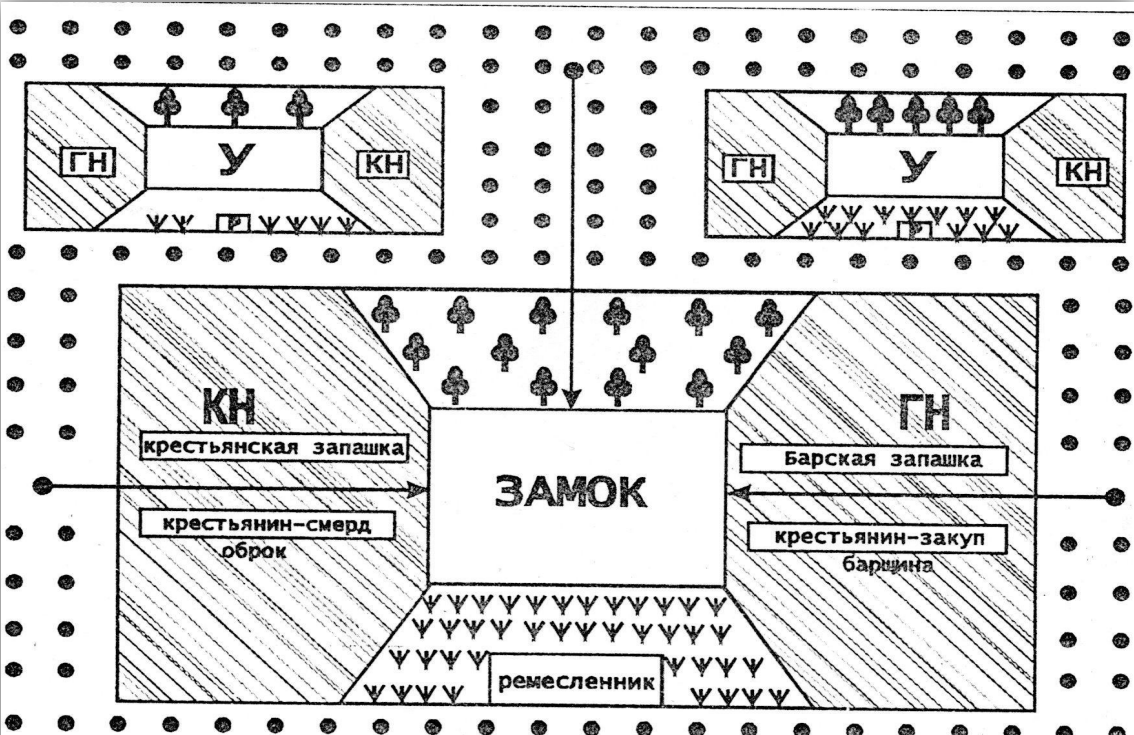 ГН
У
КН
Р
ГН
У
КН
Р
КН
крестьянская запашка
крестьянин-смерд
оброк
ЗАМОК
ГН
Барская запашка
крестьянин-закуп
барщина
ремесленник